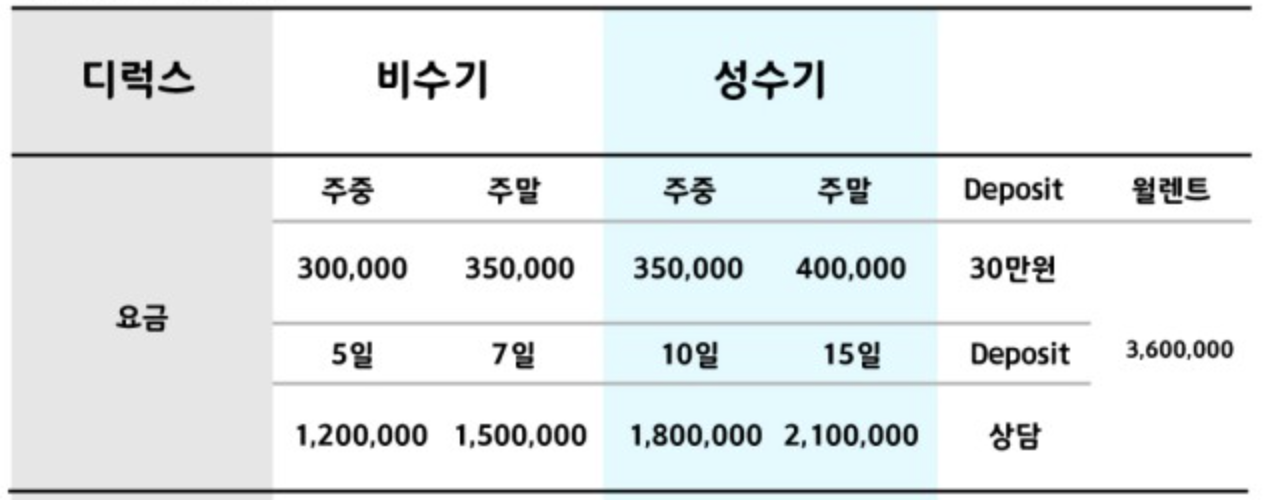 디럭스 비수기 성수기
주중 주말 주중 주말 Deposit 월렌트
300,000 350,000 350,000 400,000 30만원
요금
5일 7일 10일 15일 Deposit 3,600,000
1,200,000 1,500,000 1,800,000 2,100,000 상담